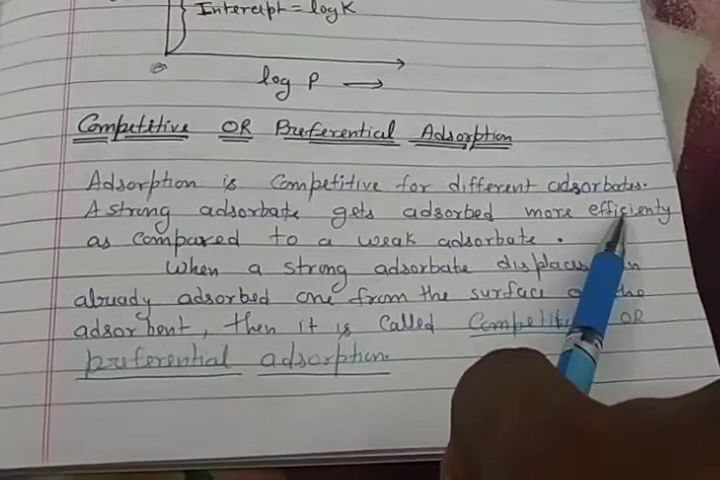 Intercept = log K
o
log P →
Competitive OR Preferential Adsorption
Adsorption is Competitive for different adsorbates.
A strong adsorbate gets adsorbed more efficienty
as compared to a weak adsorbate.
When a strong adsorbate displaces
already adsorbed one from the surface the
adsorbent, then it is called OR
preferential adsorption.